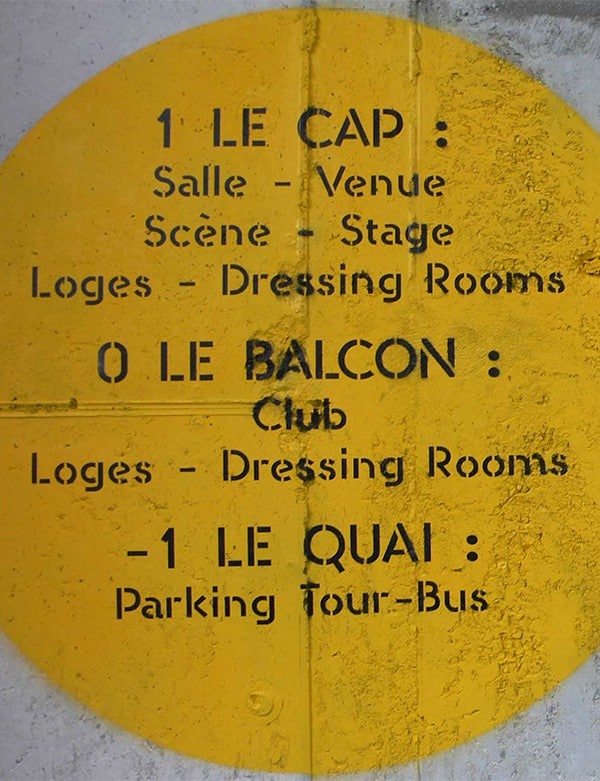 1 LE CAP :
Salle - Venue
Scène - Stage
Loges - Dressing Rooms
0 LE BALCON :
Club
Loges - Dressing Rooms
-1 LE QUAI :
Parking Tour-Bus